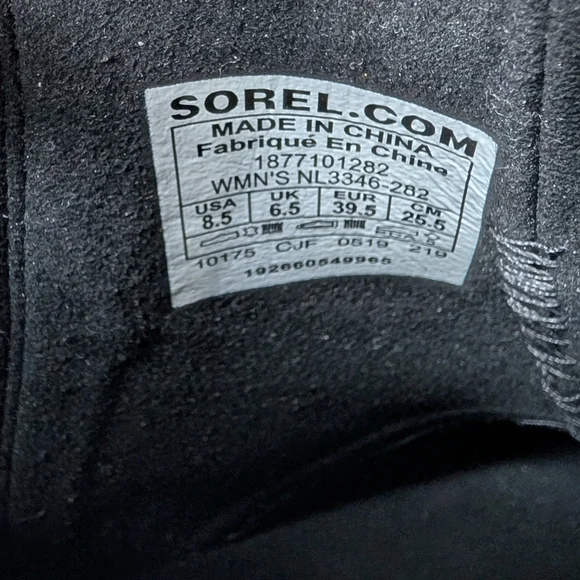 SOREL.COM
MADE IN CHINA
Fabriqué En Chine
1877101282
WMN'S NL3346-282
USA UK EUR CM
8.5 6.5 39.5 25.5
10175 CJF 0519 219
192660549965